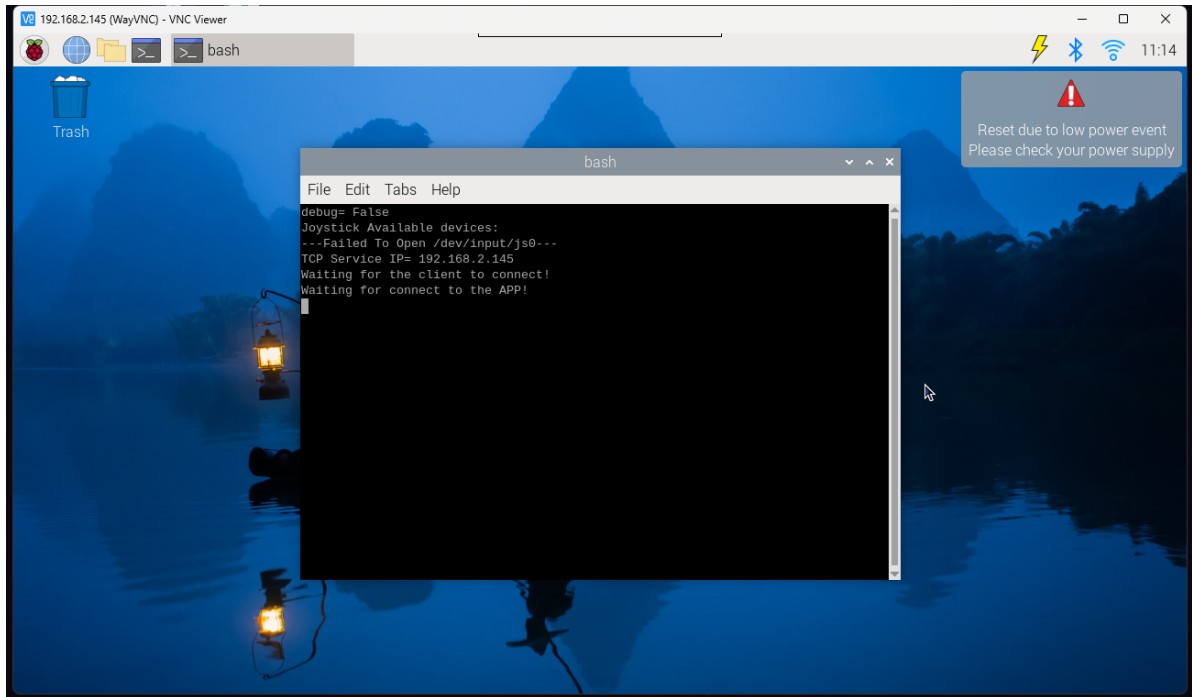 192.168.2.145 (WayVNC) - VNC Viewer
bash
11:14
Trash
Reset due to low power event
Please check your power supply
bash
File Edit Tabs Help
debug= False
Joystick Available devices:
---Failed To Open /dev/input/js0---
TCP Service IP= 192.168.2.145
Waiting for the client to connect!
Waiting for connect to the APP!